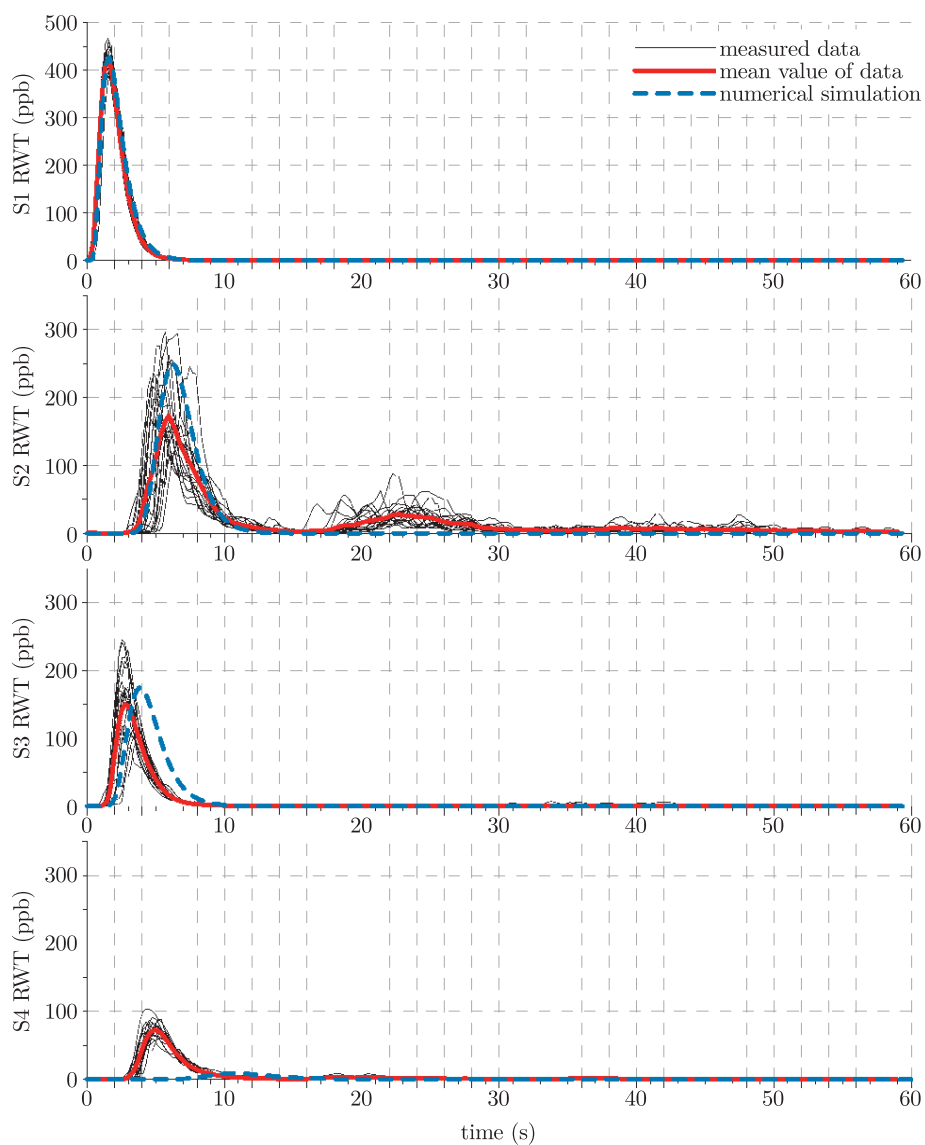 500
400
300
200
100
0
S1 RWT (ppb)
measured data
mean value of data
numerical simulation
0 10 20 30 40 50 60
300
200
100
0
S2 RWT (ppb)
0 10 20 30 40 50 60
300
200
100
0
S3 RWT (ppb)
0 10 20 30 40 50 60
300
200
100
0
S4 RWT (ppb)
0 10 20 30 40 50 60
time (s)